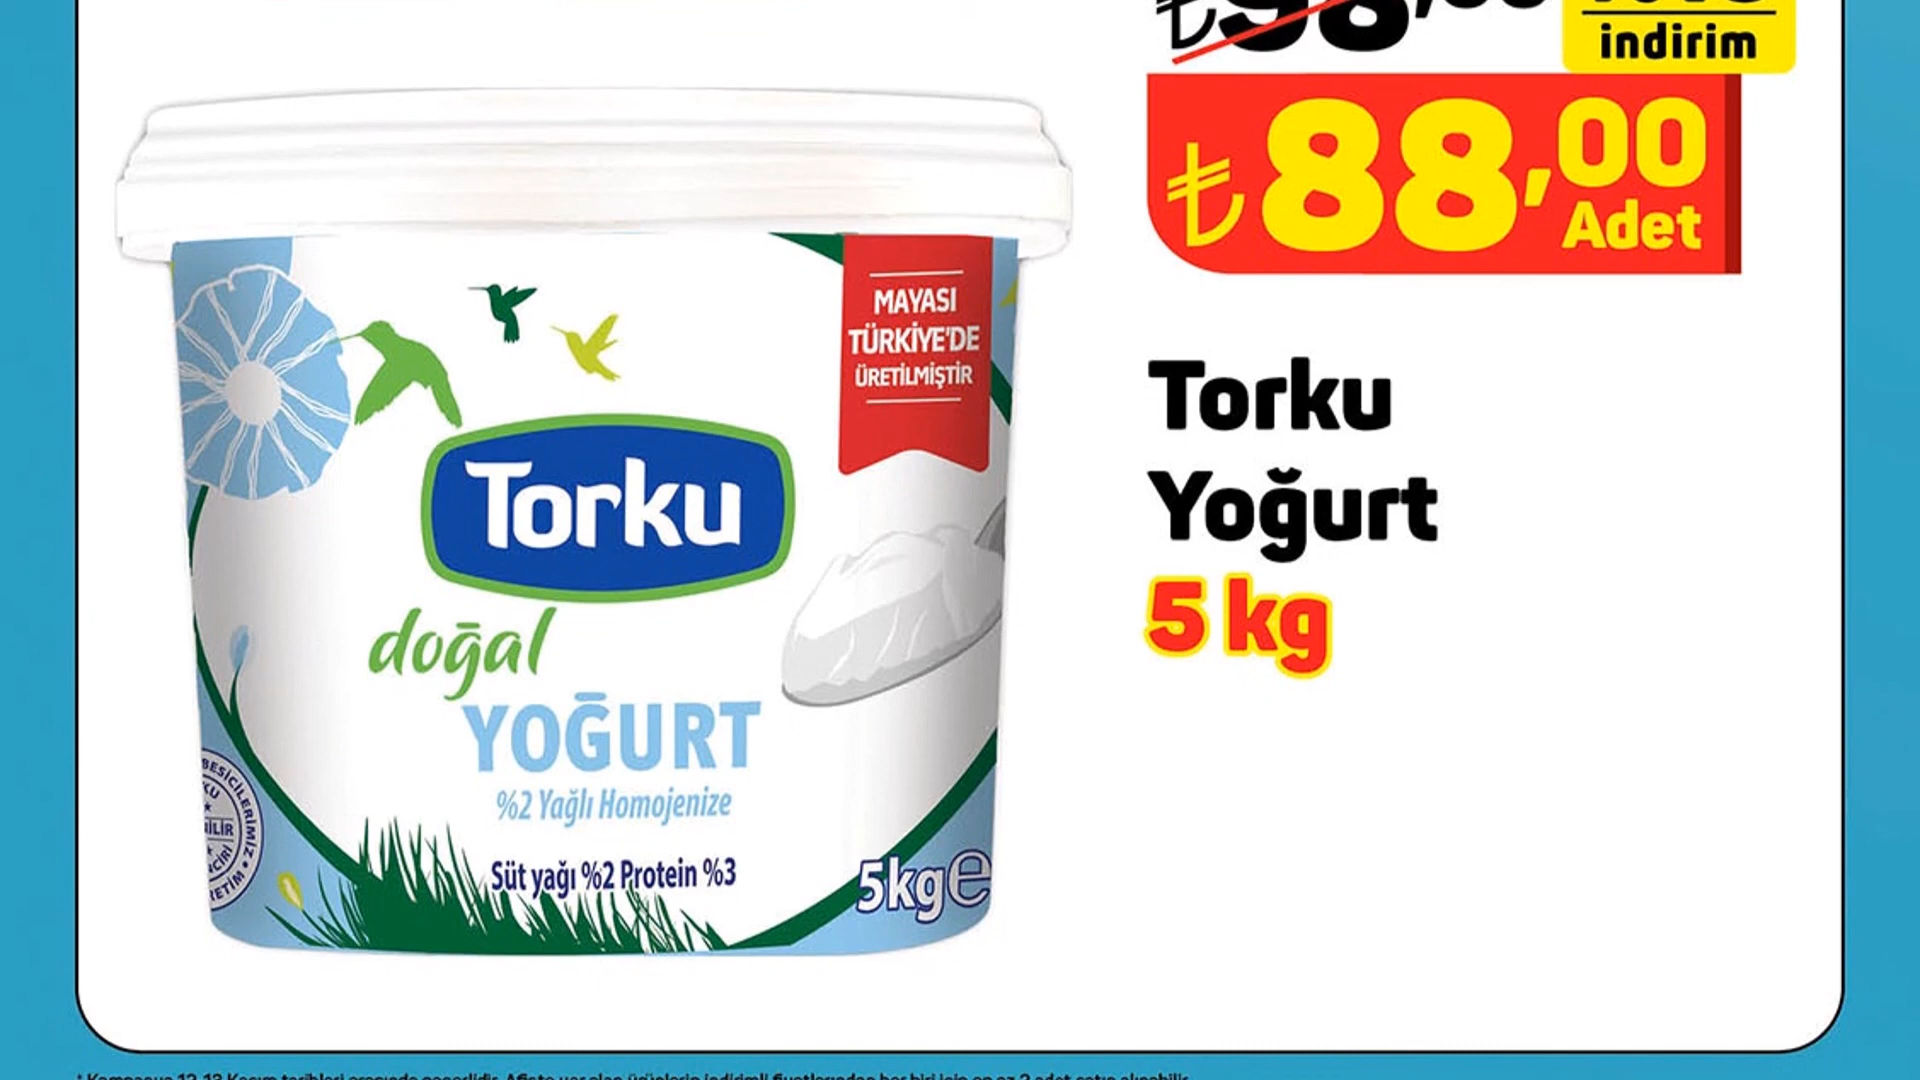 indirim
₺88,00
Adet
MAYASI
TÜRKİYE'DE
ÜRETİLMİŞTİR
Torku
doğal
YOĞURT
%2 Yağlı Homojenize
Süt yağı %2 Protein %3
5kg℮
Torku
Yoğurt
5 kg